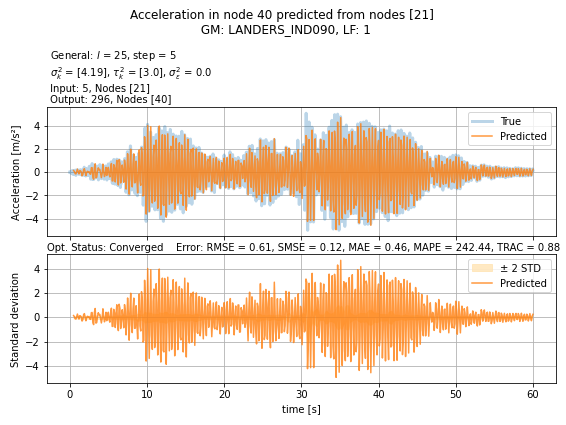 Acceleration in node 40 predicted from nodes [21]
GM: LANDERS_IND090, LF: 1
General: l = 25, step = 5
σ²ₖ = [4.19], τ²ₖ = [3.0], σ²ε = 0.0
Input: 5, Nodes [21]
Output: 296, Nodes [40]
Acceleration [m/s²]
4
2
0
−2
−4
True
Predicted
Opt. Status: Converged Error: RMSE = 0.61, SMSE = 0.12, MAE = 0.46, MAPE = 242.44, TRAC = 0.88
Standard deviation
4
2
0
−2
−4
± 2 STD
Predicted
0 10 20 30 40 50 60
time [s]